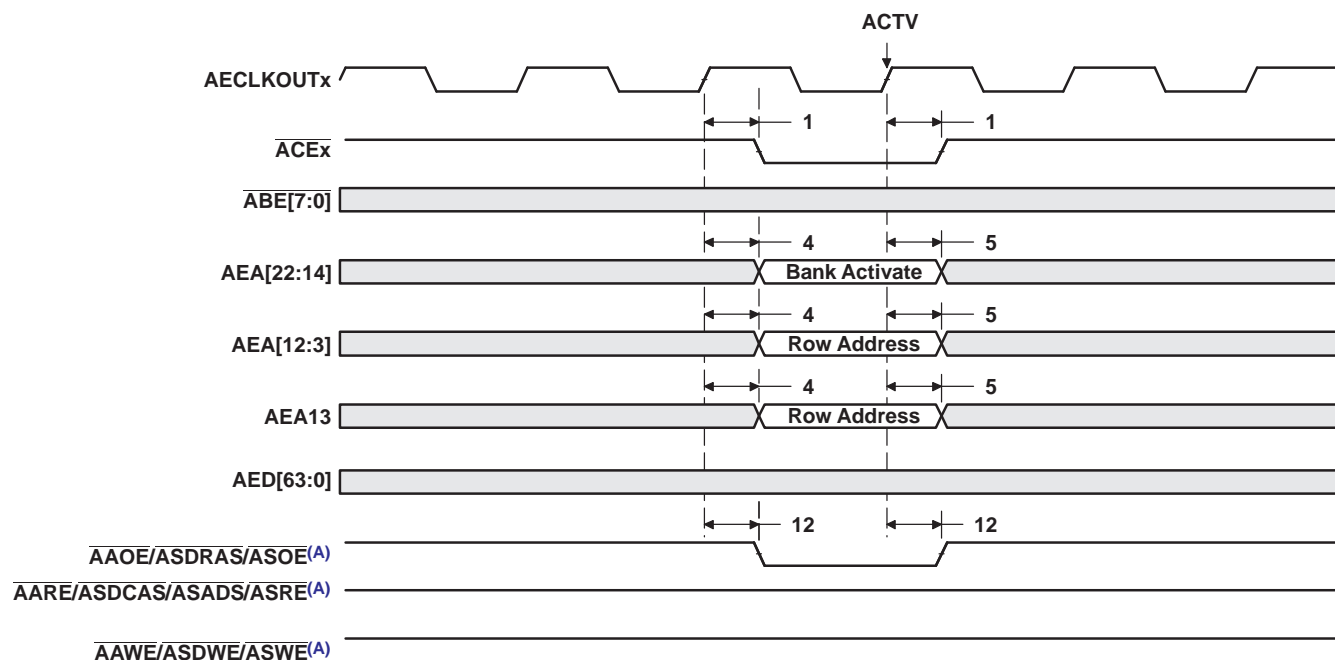 ACTV
AECLKOUTx
1 1
ACEx
ABE[7:0]
4 5
AEA[22:14] Bank Activate
4 5
AEA[12:3] Row Address
4 5
AEA13 Row Address
AED[63:0]
12 12
AAOE/ASDRAS/ASOE(A)
AARE/ASDCAS/ASADS/ASRE(A)
AAWE/ASDWE/ASWE(A)